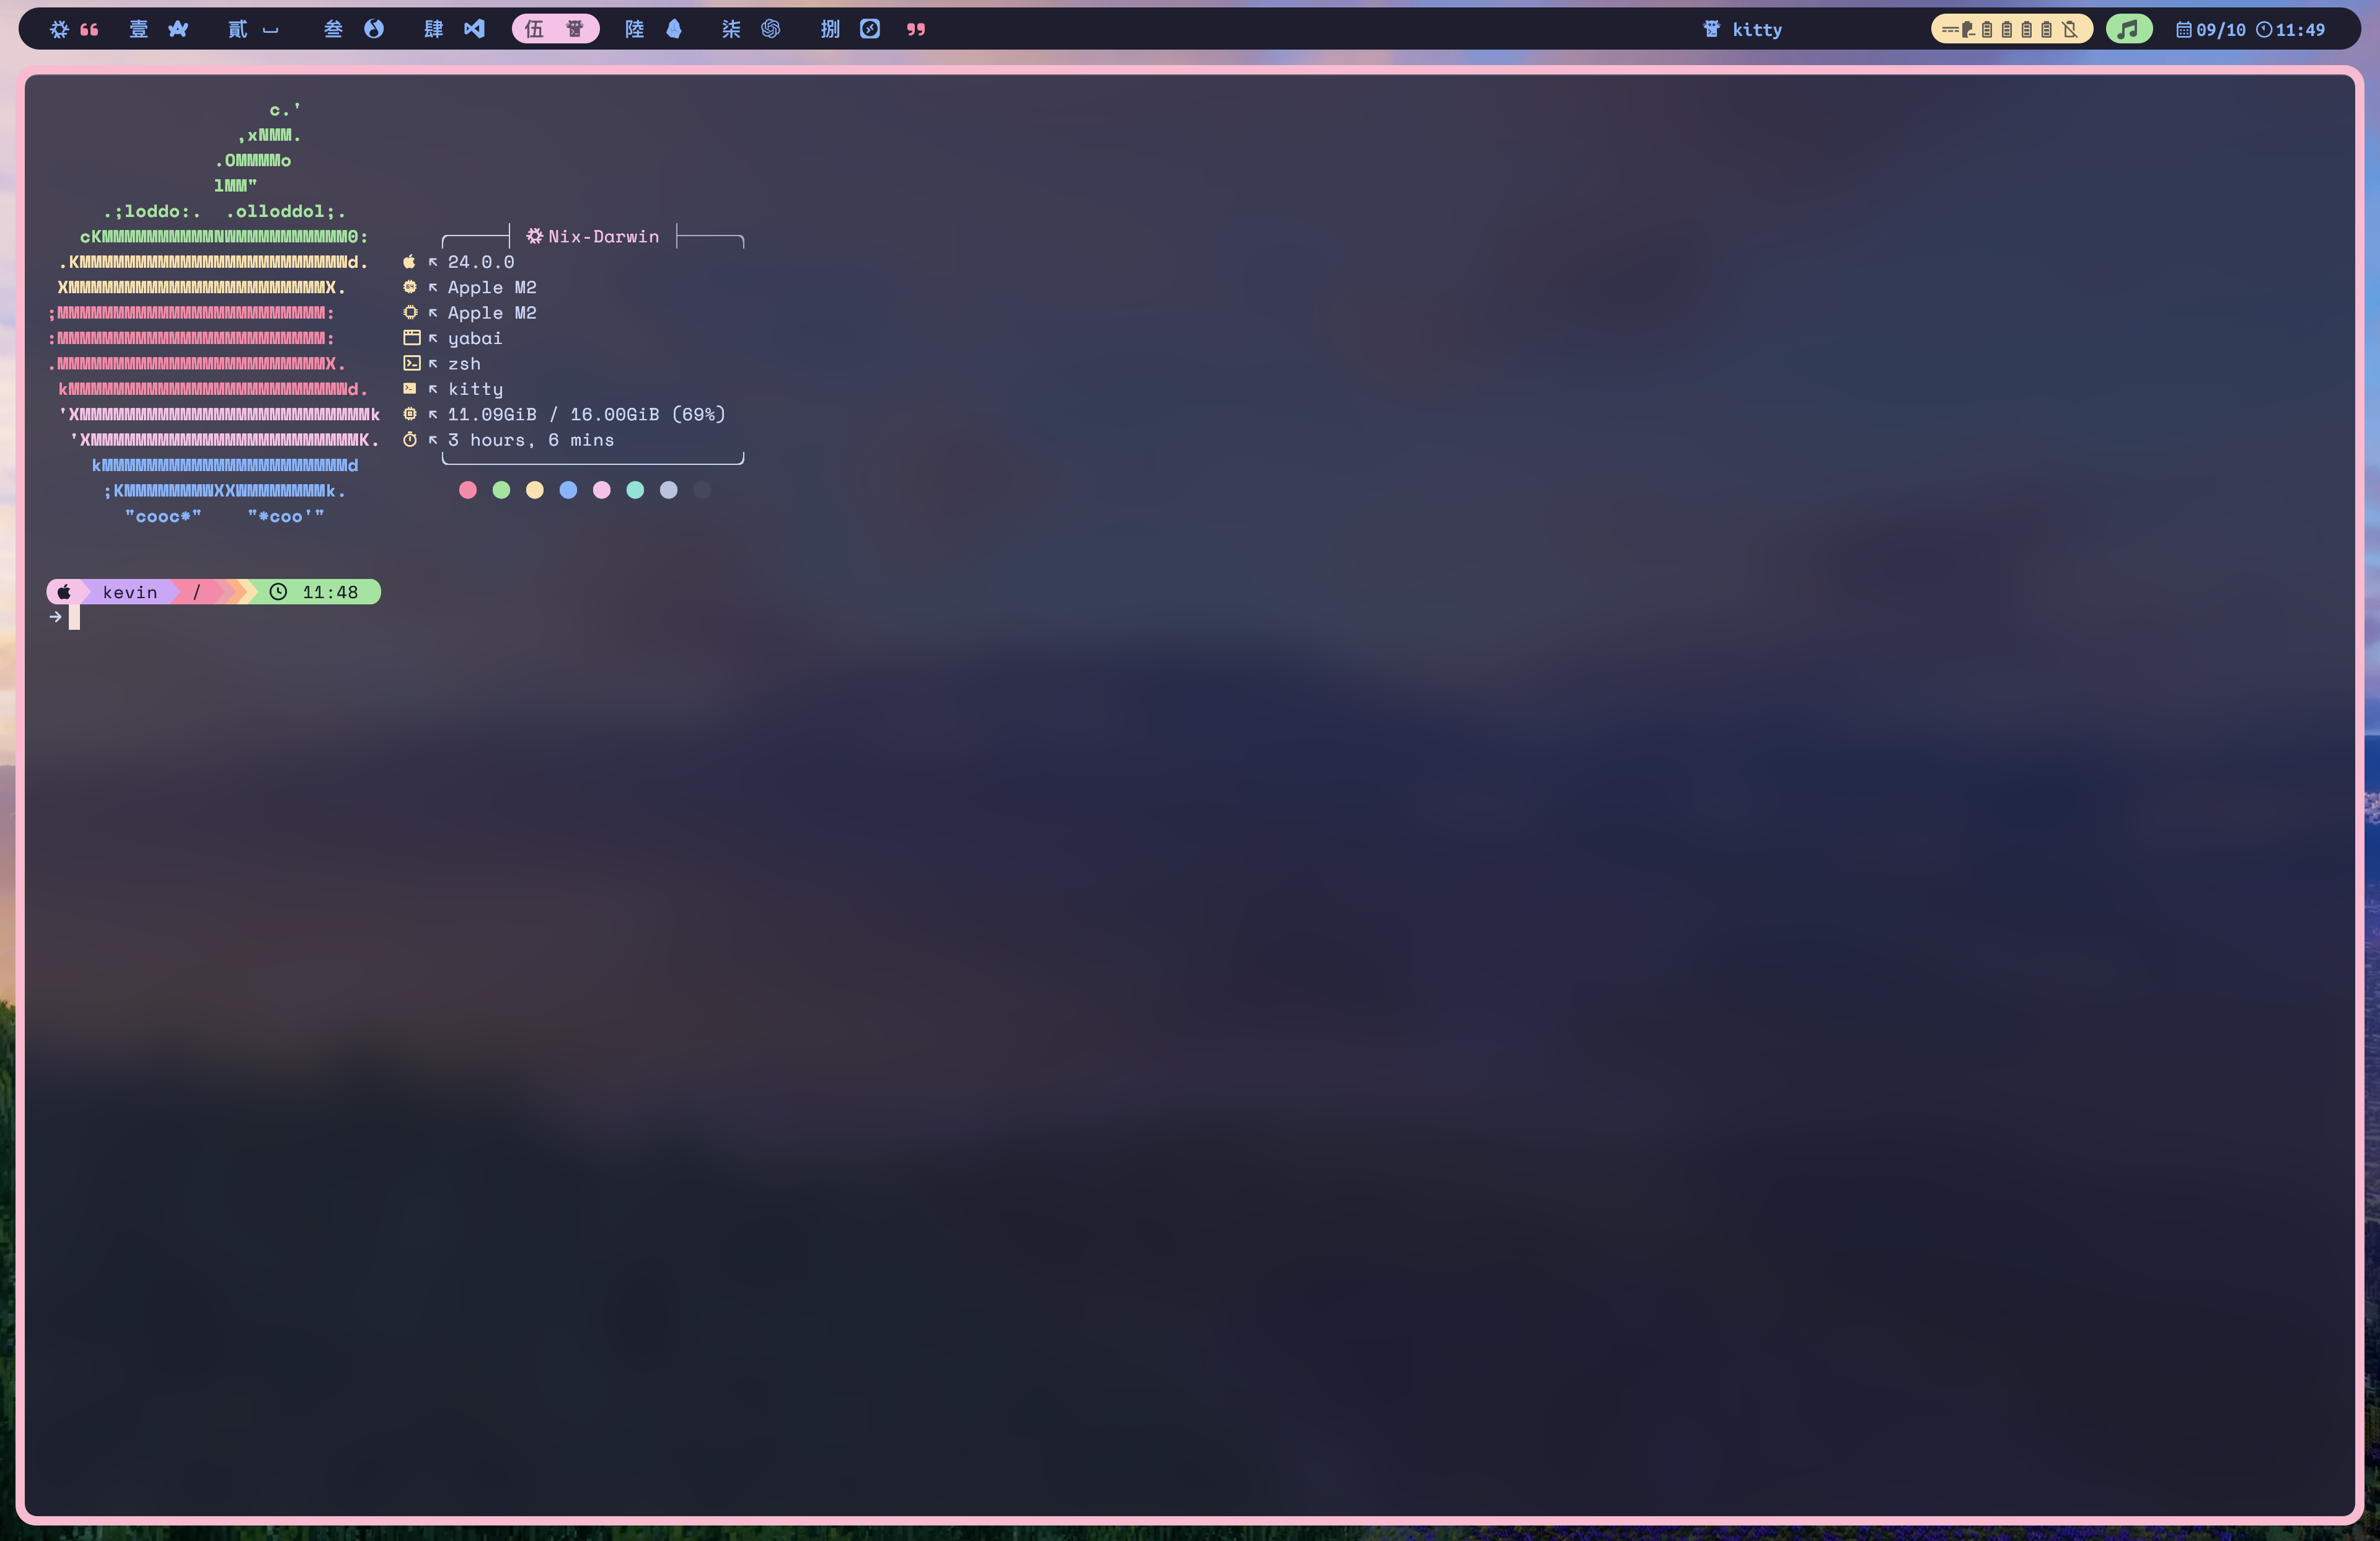 壹 貳 叁 肆 伍 陸 柒 捌 kitty 09/10 11:49
c.'
,xNMM.
.OMMMMo
lMM"
.;loddo:. .olloddol;.
cKMMMMMMMMMMNWMMMMMMMMMM0:
Nix-Darwin
.KMMMMMMMMMMMMMMMMMMMMMMMWd.
24.0.0
XMMMMMMMMMMMMMMMMMMMMMMMX.
Apple M2
;MMMMMMMMMMMMMMMMMMMMMMMM:
Apple M2
:MMMMMMMMMMMMMMMMMMMMMMMM:
yabai
.MMMMMMMMMMMMMMMMMMMMMMMMX.
zsh
kMMMMMMMMMMMMMMMMMMMMMMMMWd.
kitty
'XMMMMMMMMMMMMMMMMMMMMMMMMMMk
11.09GiB / 16.00GiB (69%)
'XMMMMMMMMMMMMMMMMMMMMMMMMK.
3 hours, 6 mins
kMMMMMMMMMMMMMMMMMMMMMMd
;KMMMMMMMWXXWMMMMMMMk.
"cooc*" "*coo'"
kevin / 11:48